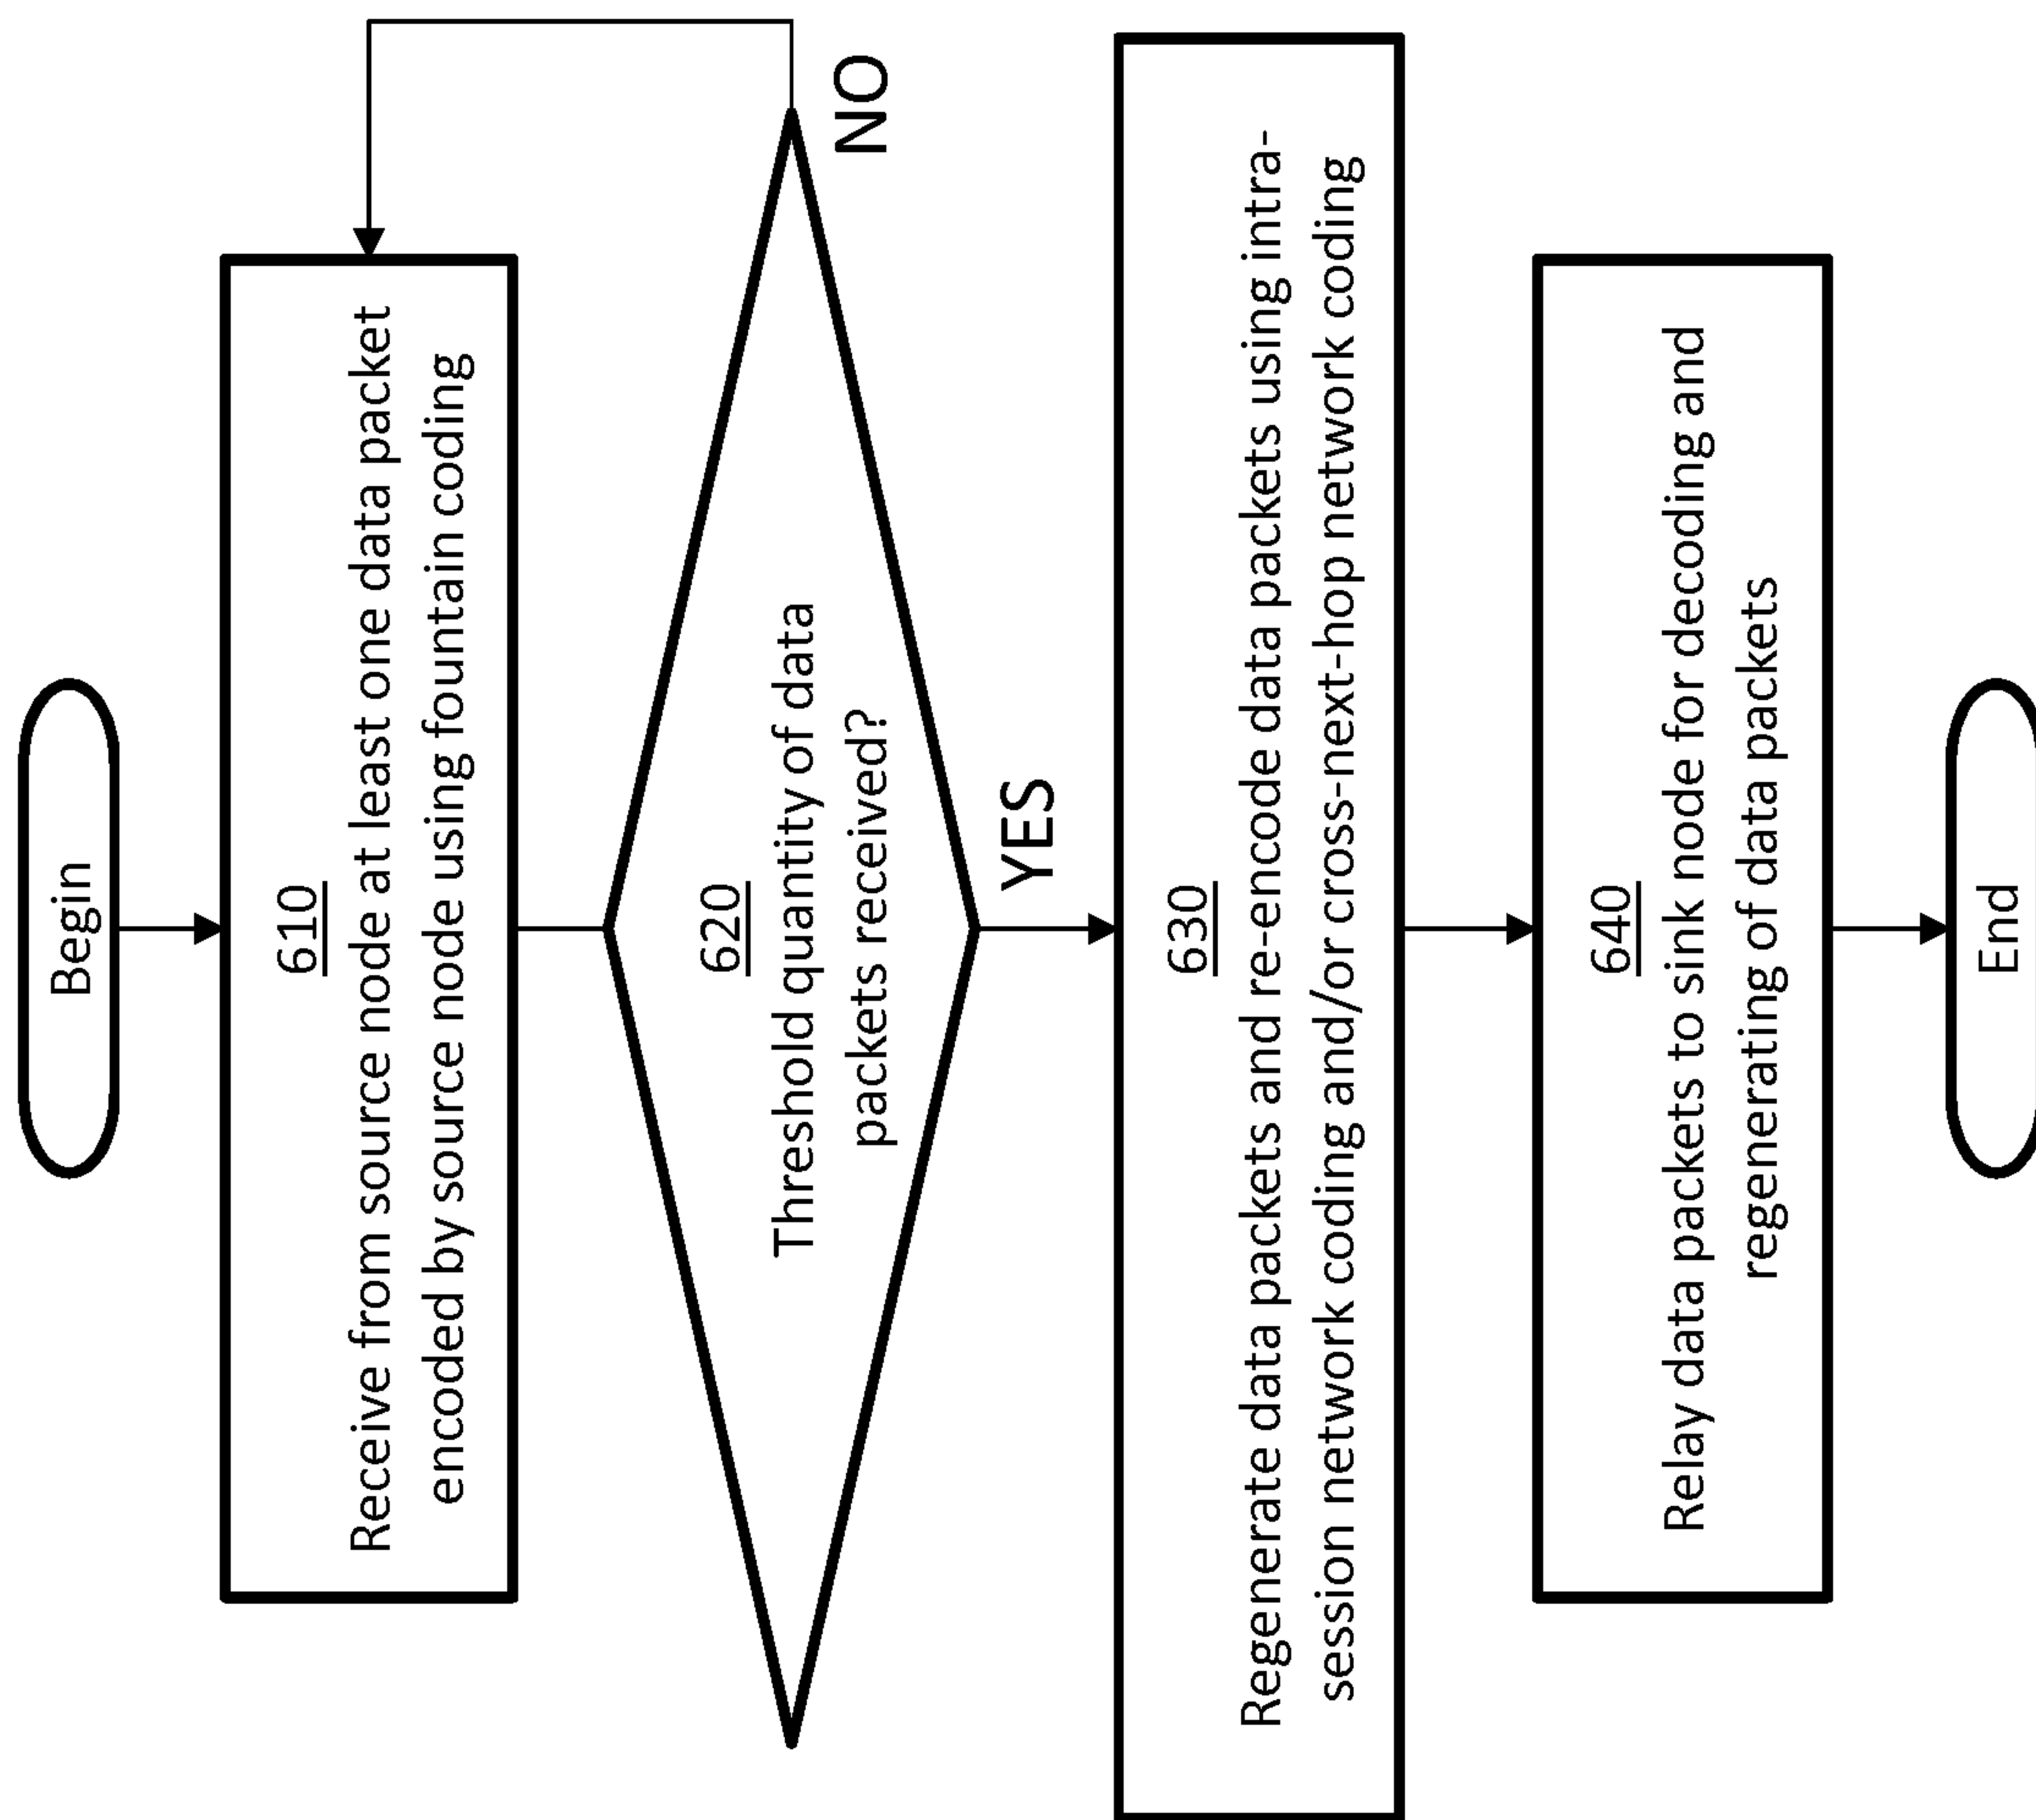 Begin
610
Receive from source node at least one data packet
encoded by source node using fountain coding
620
Threshold quantity of data
packets received?
NO
YES
630
Regenerate data packets and re-encode data packets using intra-
session network coding and/or cross-next-hop network coding
640
Relay data packets to sink node for decoding and
regenerating of data packets
End